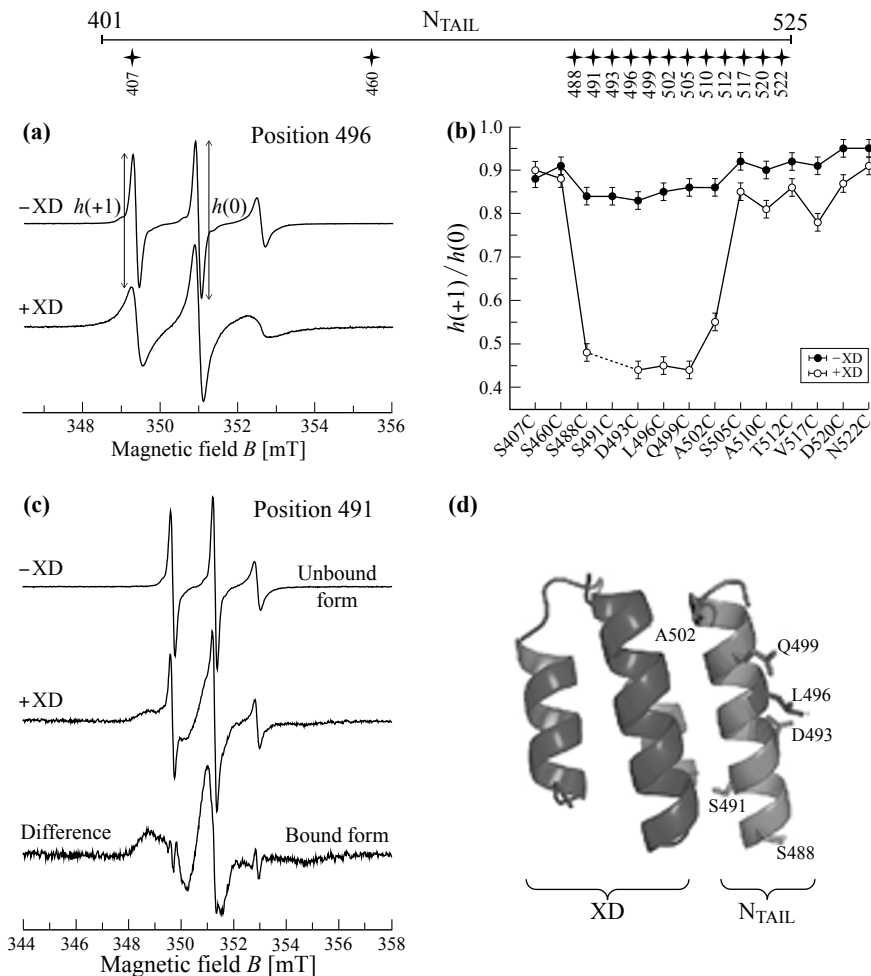 401 N_TAIL 525
407 460 488 491 493 496 499 502 505 510 512 517 520 522
(a) Position 496
−XD h(+1) h(0)
+XD
348 350 352 354 356
Magnetic field B [mT]
(b)
1.0
0.9
0.8
0.7
0.6
0.5
0.4
h(+1) / h(0)
−XD
+XD
S407C S460C S488C S491C D493C L496C Q499C A502C S505C A510C T512C V517C D520C N522C
(c) Position 491
−XD Unbound
form
+XD
Difference Bound form
344 346 348 350 352 354 356 358
Magnetic field B [mT]
(d)
A502
Q499
L496
D493
S491
S488
XD N_TAIL